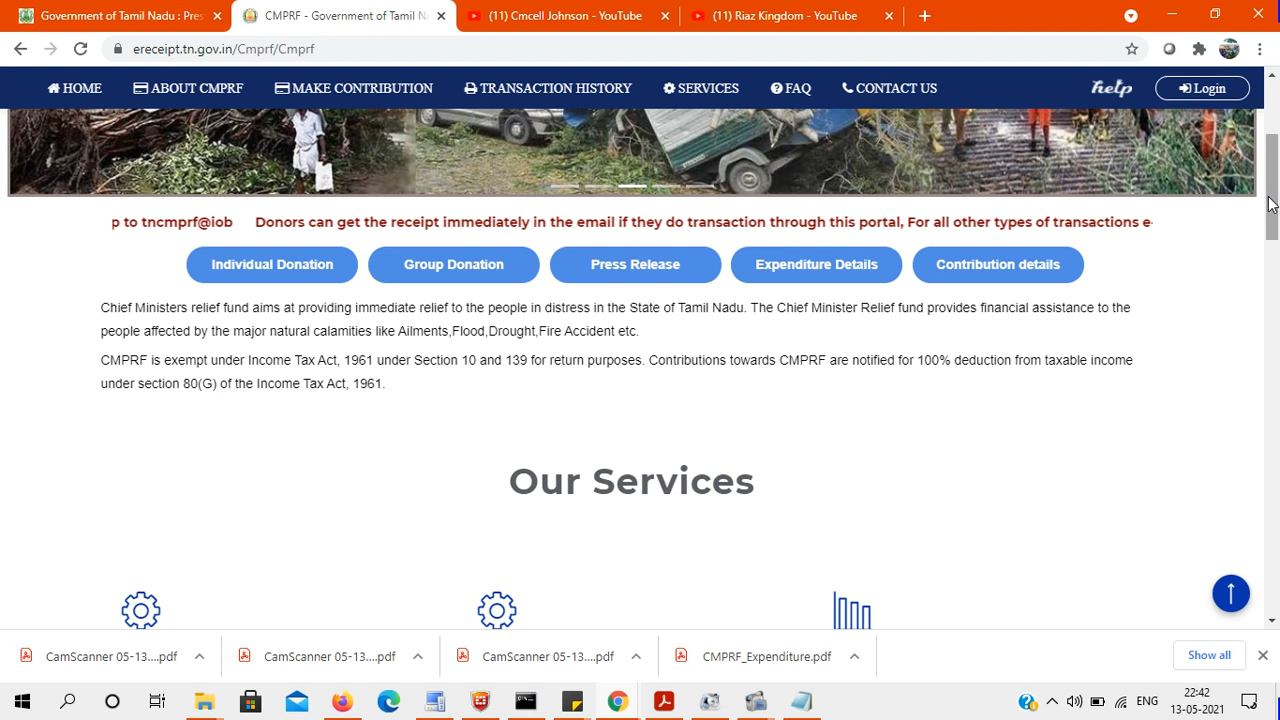 Government of Tamil Nadu : Pres
CMPRF - Government of Tamil N
(11) Cmcell Johnson - YouTube
(11) Riaz Kingdom - YouTube
ereceipt.tn.gov.in/Cmprf/Cmprf
HOME
ABOUT CMPRF
MAKE CONTRIBUTION
TRANSACTION HISTORY
SERVICES
FAQ
CONTACT US
help
Login
p to tncmprf@iob Donors can get the receipt immediately in the email if they do transaction through this portal, For all other types of transactions e-
Individual Donation
Group Donation
Press Release
Expenditure Details
Contribution details
Chief Ministers relief fund aims at providing immediate relief to the people in distress in the State of Tamil Nadu. The Chief Minister Relief fund provides financial assistance to the
people affected by the major natural calamities like Ailments,Flood,Drought,Fire Accident etc.
CMPRF is exempt under Income Tax Act, 1961 under Section 10 and 139 for return purposes. Contributions towards CMPRF are notified for 100% deduction from taxable income
under section 80(G) of the Income Tax Act, 1961.
Our Services
CamScanner 05-13....pdf
CamScanner 05-13....pdf
CamScanner 05-13....pdf
CMPRF_Expenditure.pdf
Show all
ENG
22:42
13-05-2021